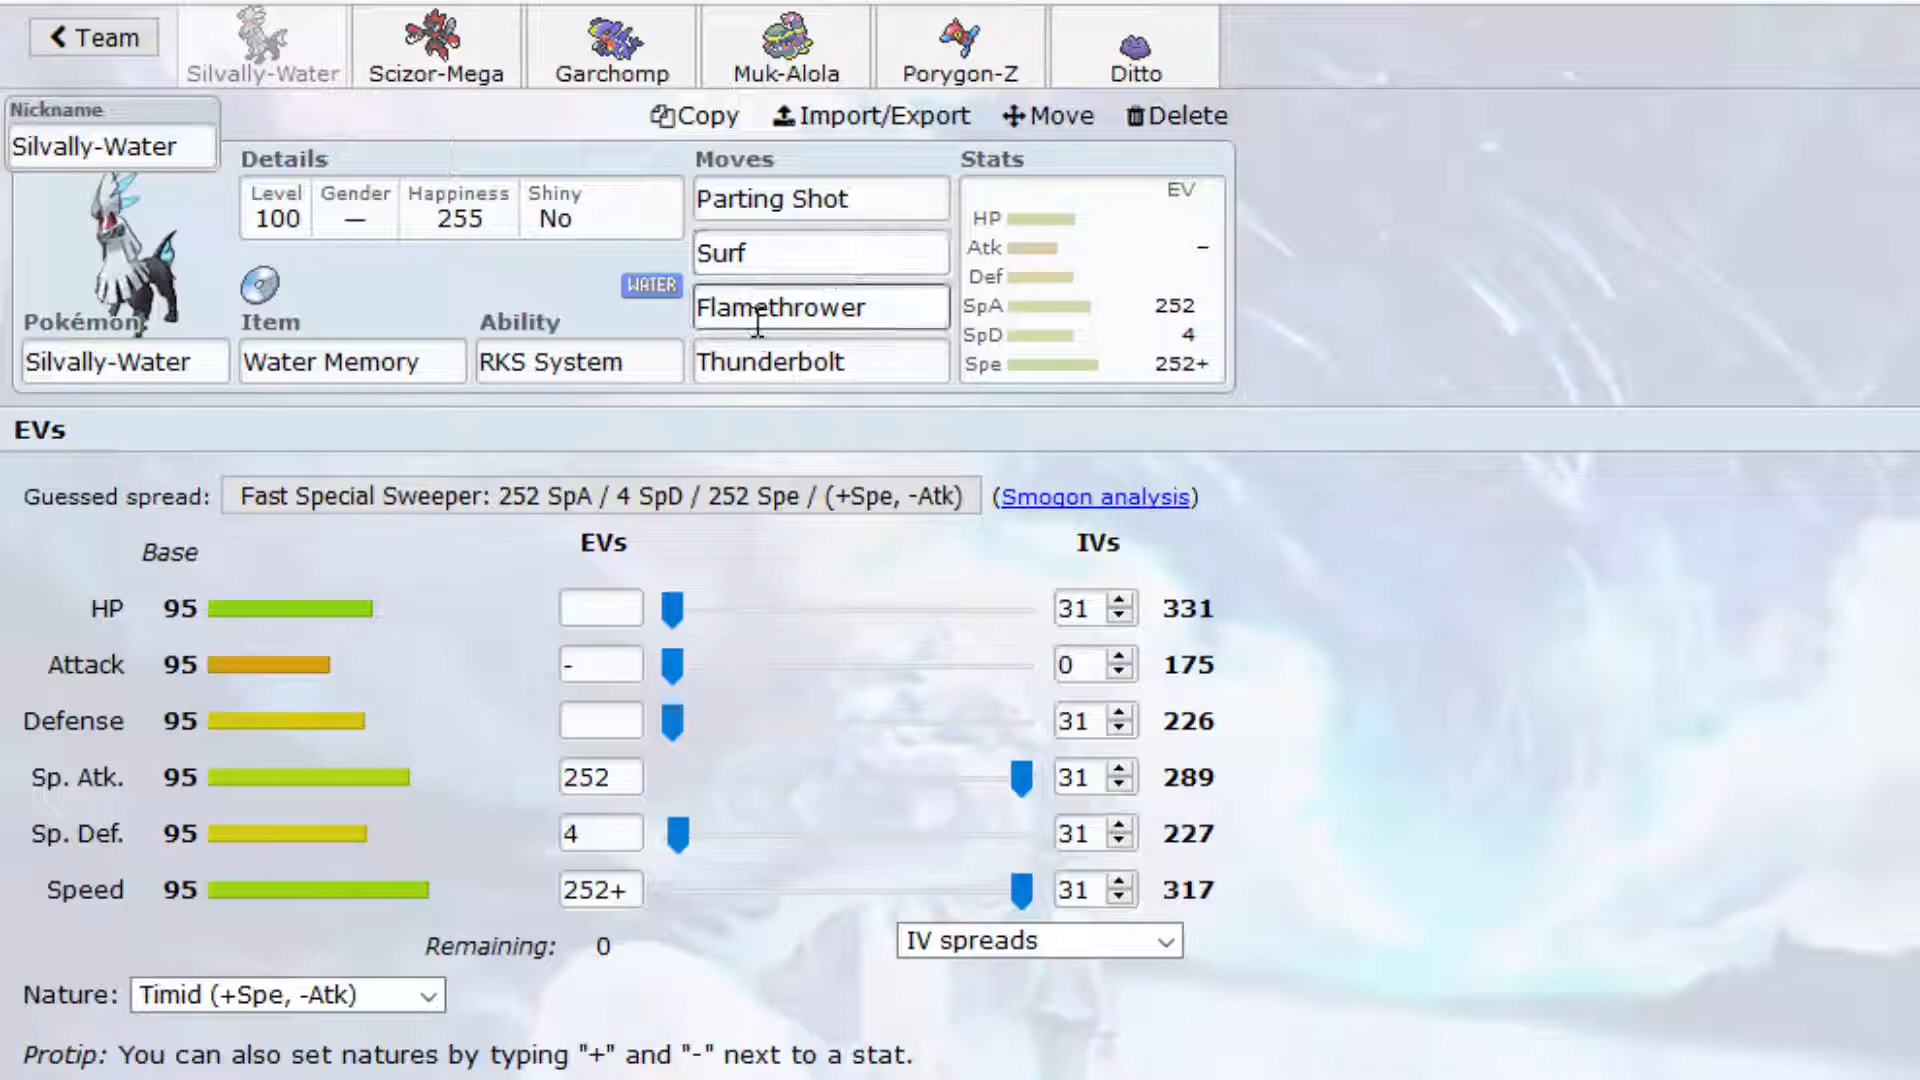 Team
Silvally-Water
Scizor-Mega
Garchomp
Muk-Alola
Porygon-Z
Ditto
Nickname
Silvally-Water
Copy
Import/Export
Move
Delete
Details
Moves
Stats
Level
Gender
Happiness
Shiny
100
—
255
No
WATER
Pokémon
Item
Ability
Silvally-Water
Water Memory
RKS System
Parting Shot
Surf
Flamethrower
Thunderbolt
EV
HP
Atk –
Def
SpA 252
SpD 4
Spe 252+
EVs
Guessed spread: Fast Special Sweeper: 252 SpA / 4 SpD / 252 Spe / (+Spe, -Atk) (Smogon analysis)
Base EVs IVs
HP 95 31 331
Attack 95 - 0 175
Defense 95 31 226
Sp. Atk. 95 252 31 289
Sp. Def. 95 4 31 227
Speed 95 252+ 31 317
Remaining: 0
IV spreads
Nature: Timid (+Spe, -Atk)
Protip: You can also set natures by typing "+" and "-" next to a stat.